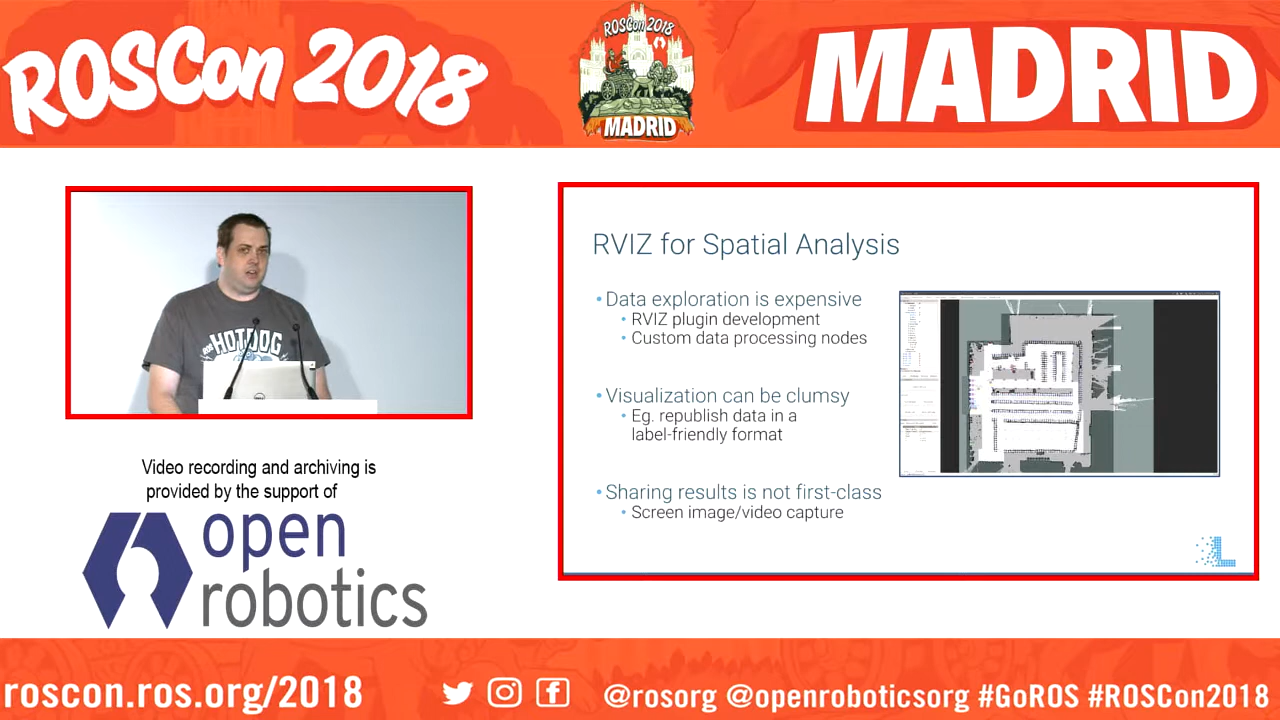 ROSCon 2018
ROSCon 2018
MADRID
MADRID
HOTDOG
DELL
Video recording and archiving is
provided by the support of
open
robotics
RVIZ for Spatial Analysis
•Data exploration is expensive
•RVIZ plugin development
•Custom data processing nodes
•Visualization can be clumsy
•Eg. republish data in a
label-friendly format
•Sharing results is not first-class
•Screen image/video capture
L
roscon.ros.org/2018
@rosorg @openroboticsorg #GoROS #ROSCon2018